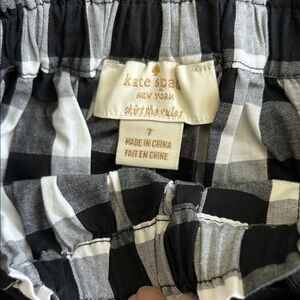 kate spade
NEW YORK
skirt the rules
7
MADE IN CHINA
FAIT EN CHINE